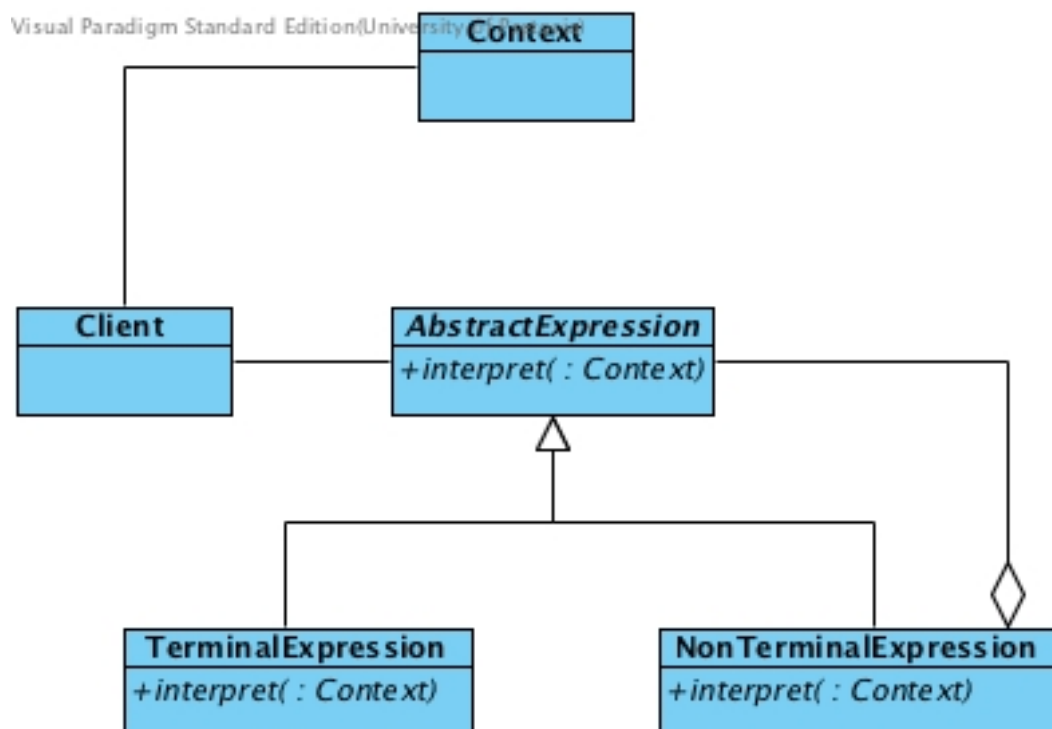 Visual Paradigm Standard Edition(University
Context
Client
AbstractExpression
+interpret( : Context)
TerminalExpression
+interpret( : Context)
NonTerminalExpression
+interpret( : Context)